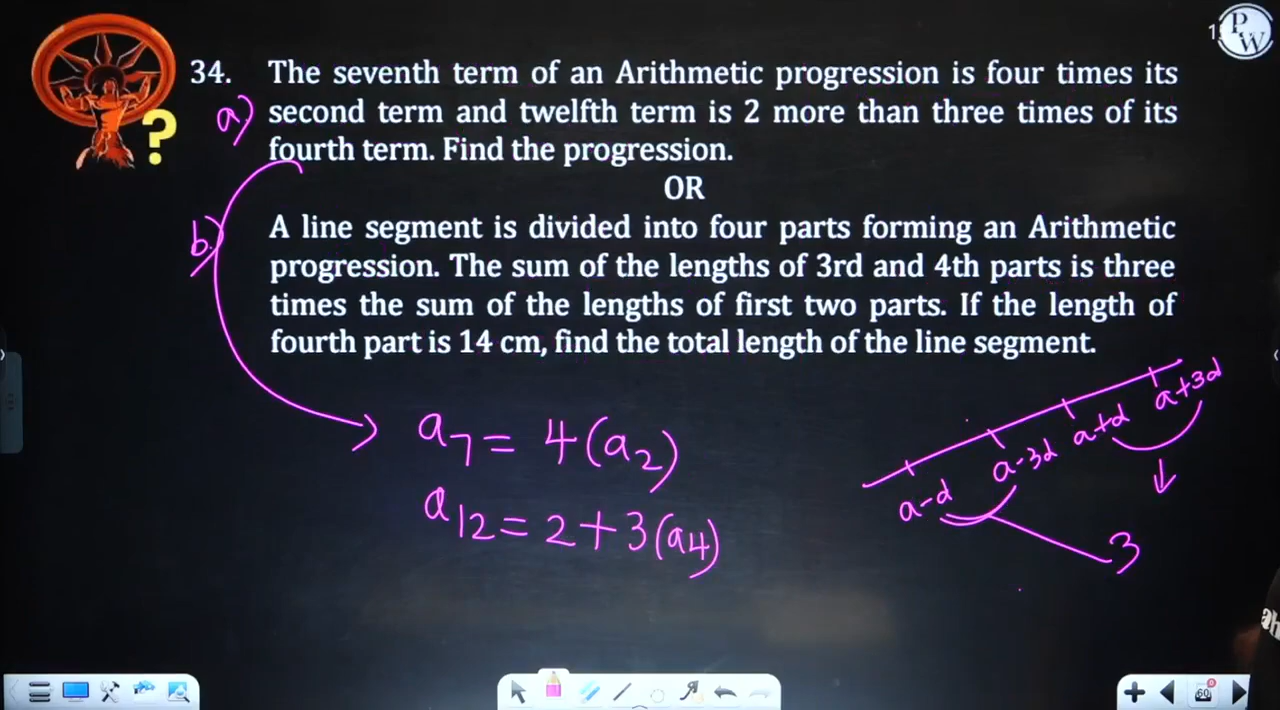 34. The seventh term of an Arithmetic progression is four times its
a) second term and twelfth term is 2 more than three times of its
fourth term. Find the progression.
OR
b) A line segment is divided into four parts forming an Arithmetic
progression. The sum of the lengths of 3rd and 4th parts is three
times the sum of the lengths of first two parts. If the length of
fourth part is 14 cm, find the total length of the line segment.
a7 = 4(a2)
a12 = 2+3(a4)
a-d a-3d a+d a+3d
3
PW
?
60